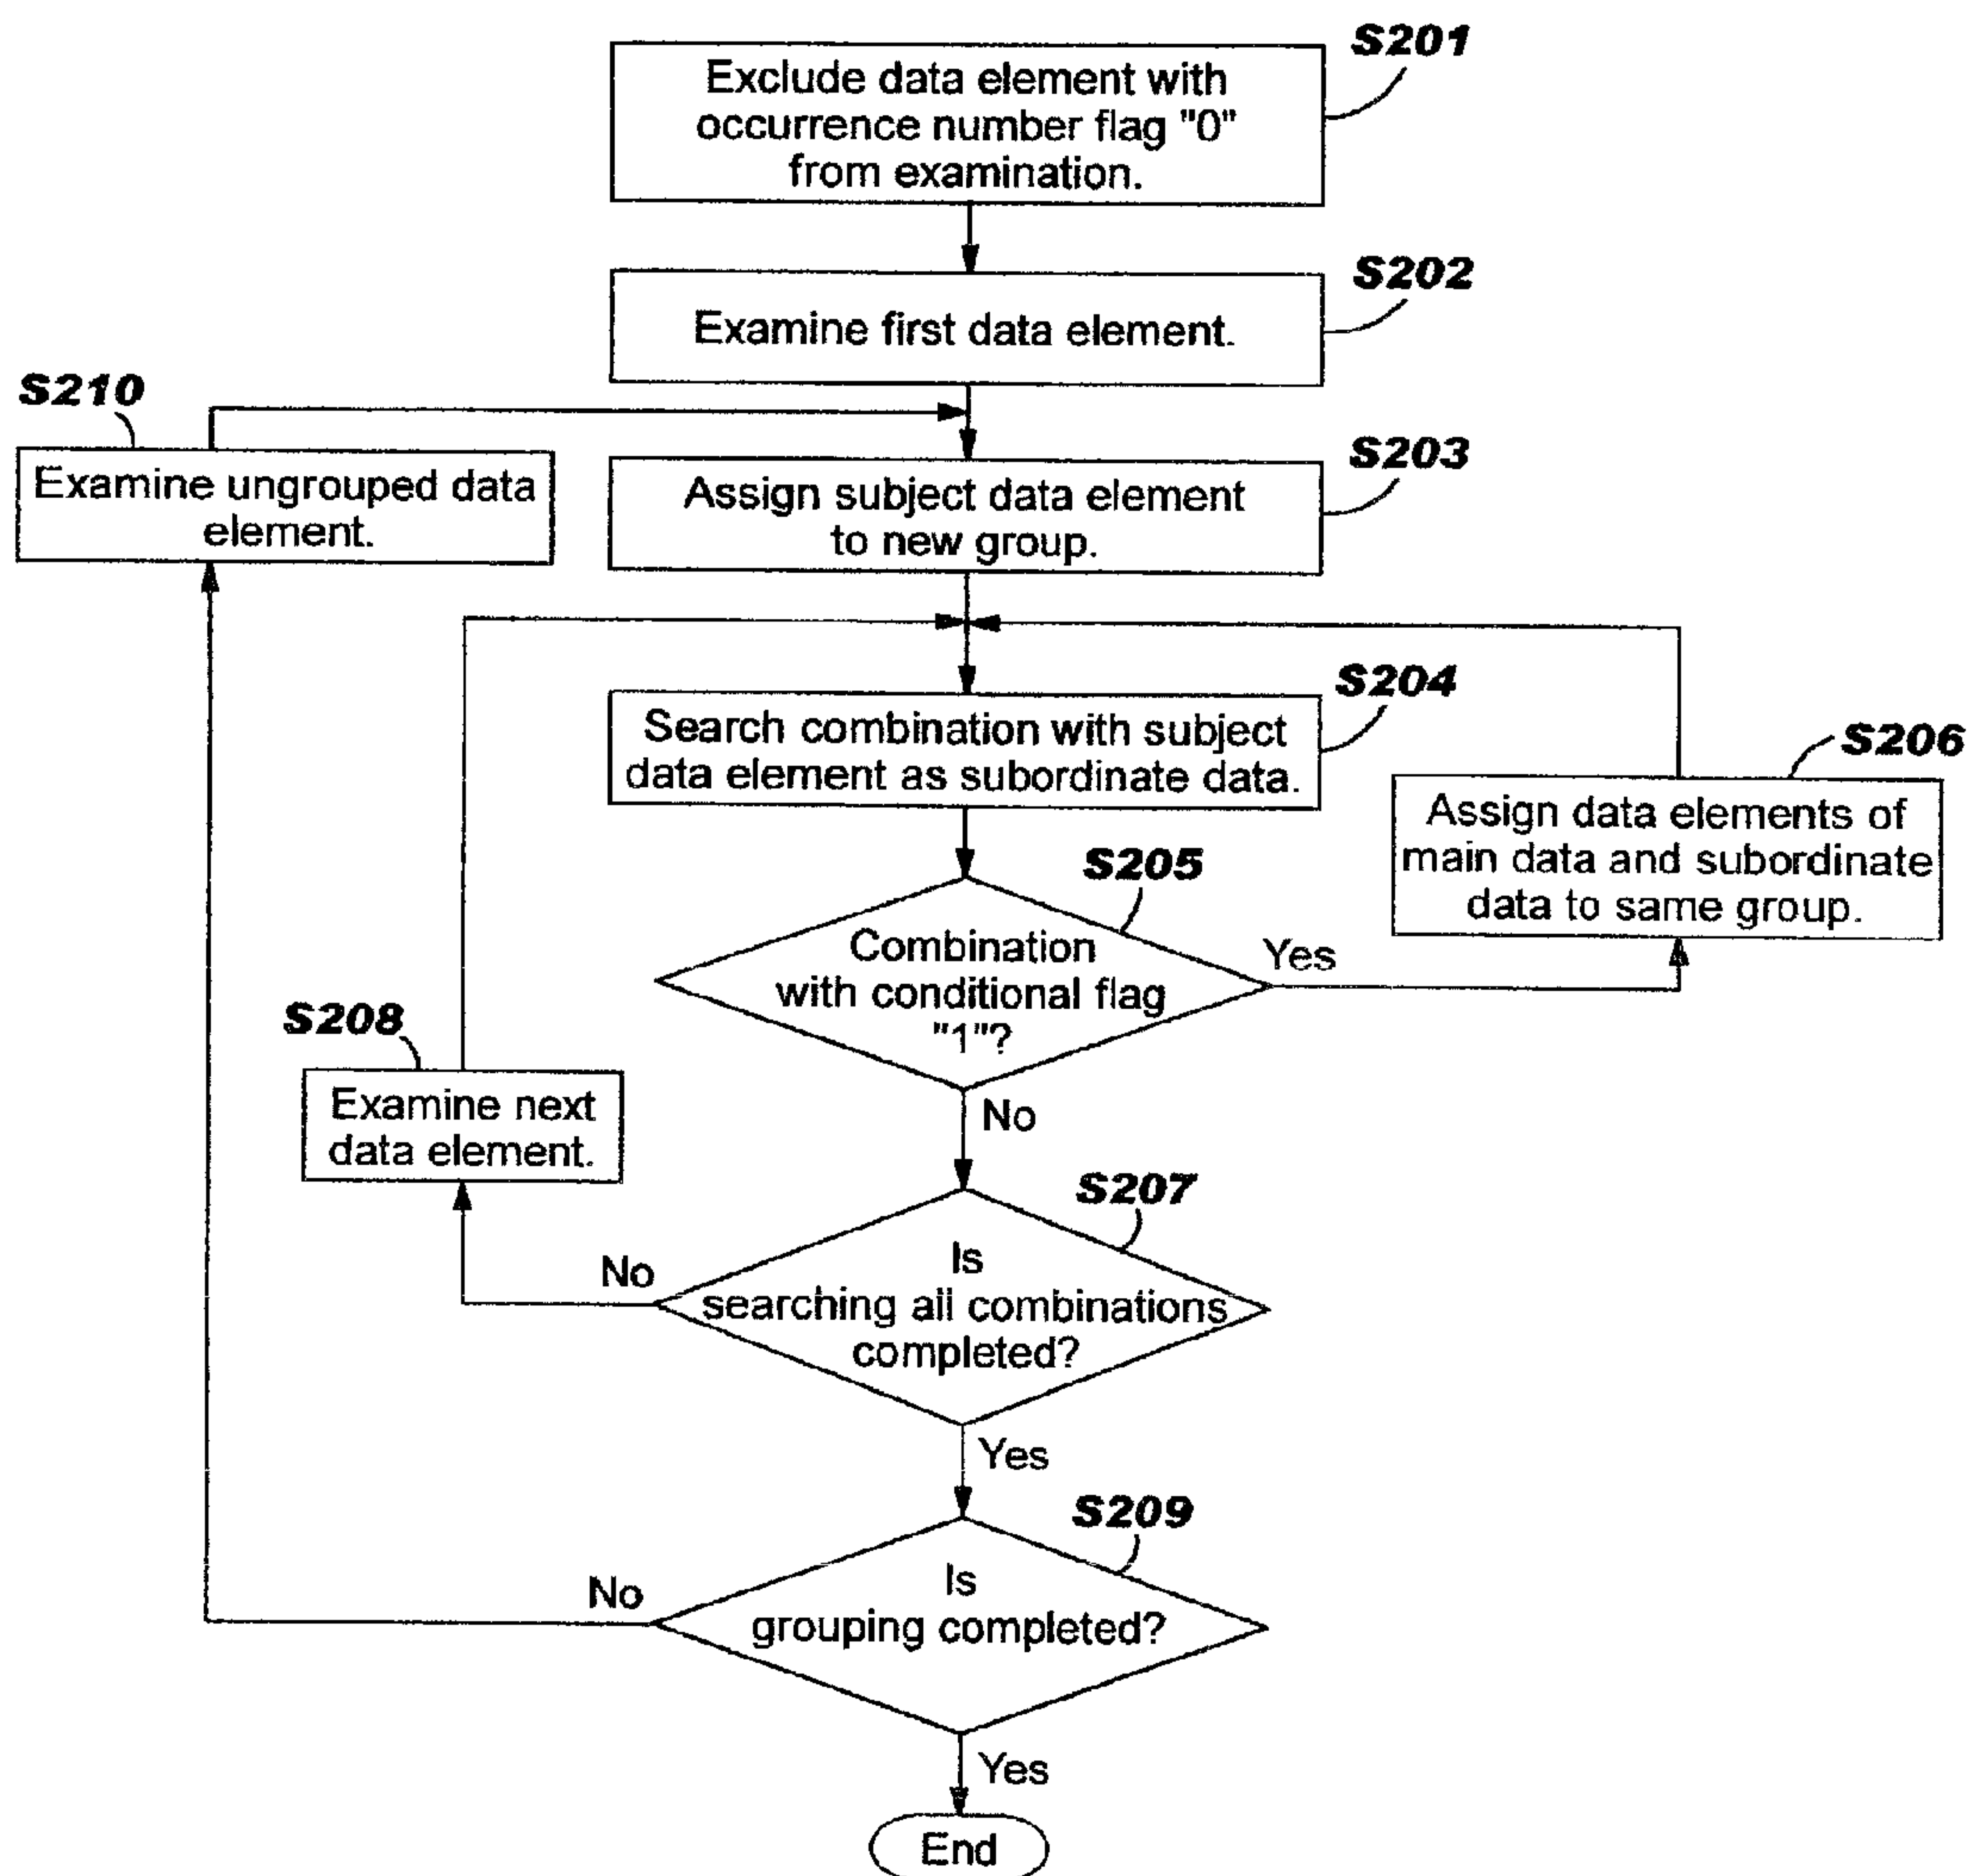 S201
Exclude data element with
occurrence number flag "0"
from examination.
S202
Examine first data element.
S210
Examine ungrouped data
element.
S203
Assign subject data element
to new group.
S204
Search combination with subject
data element as subordinate data.
S206
Assign data elements of
main data and subordinate
data to same group.
S205
Combination
with conditional flag
"1"?
Yes
No
S208
Examine next
data element.
S207
Is
searching all combinations
completed?
No
Yes
S209
Is
grouping completed?
No
Yes
End